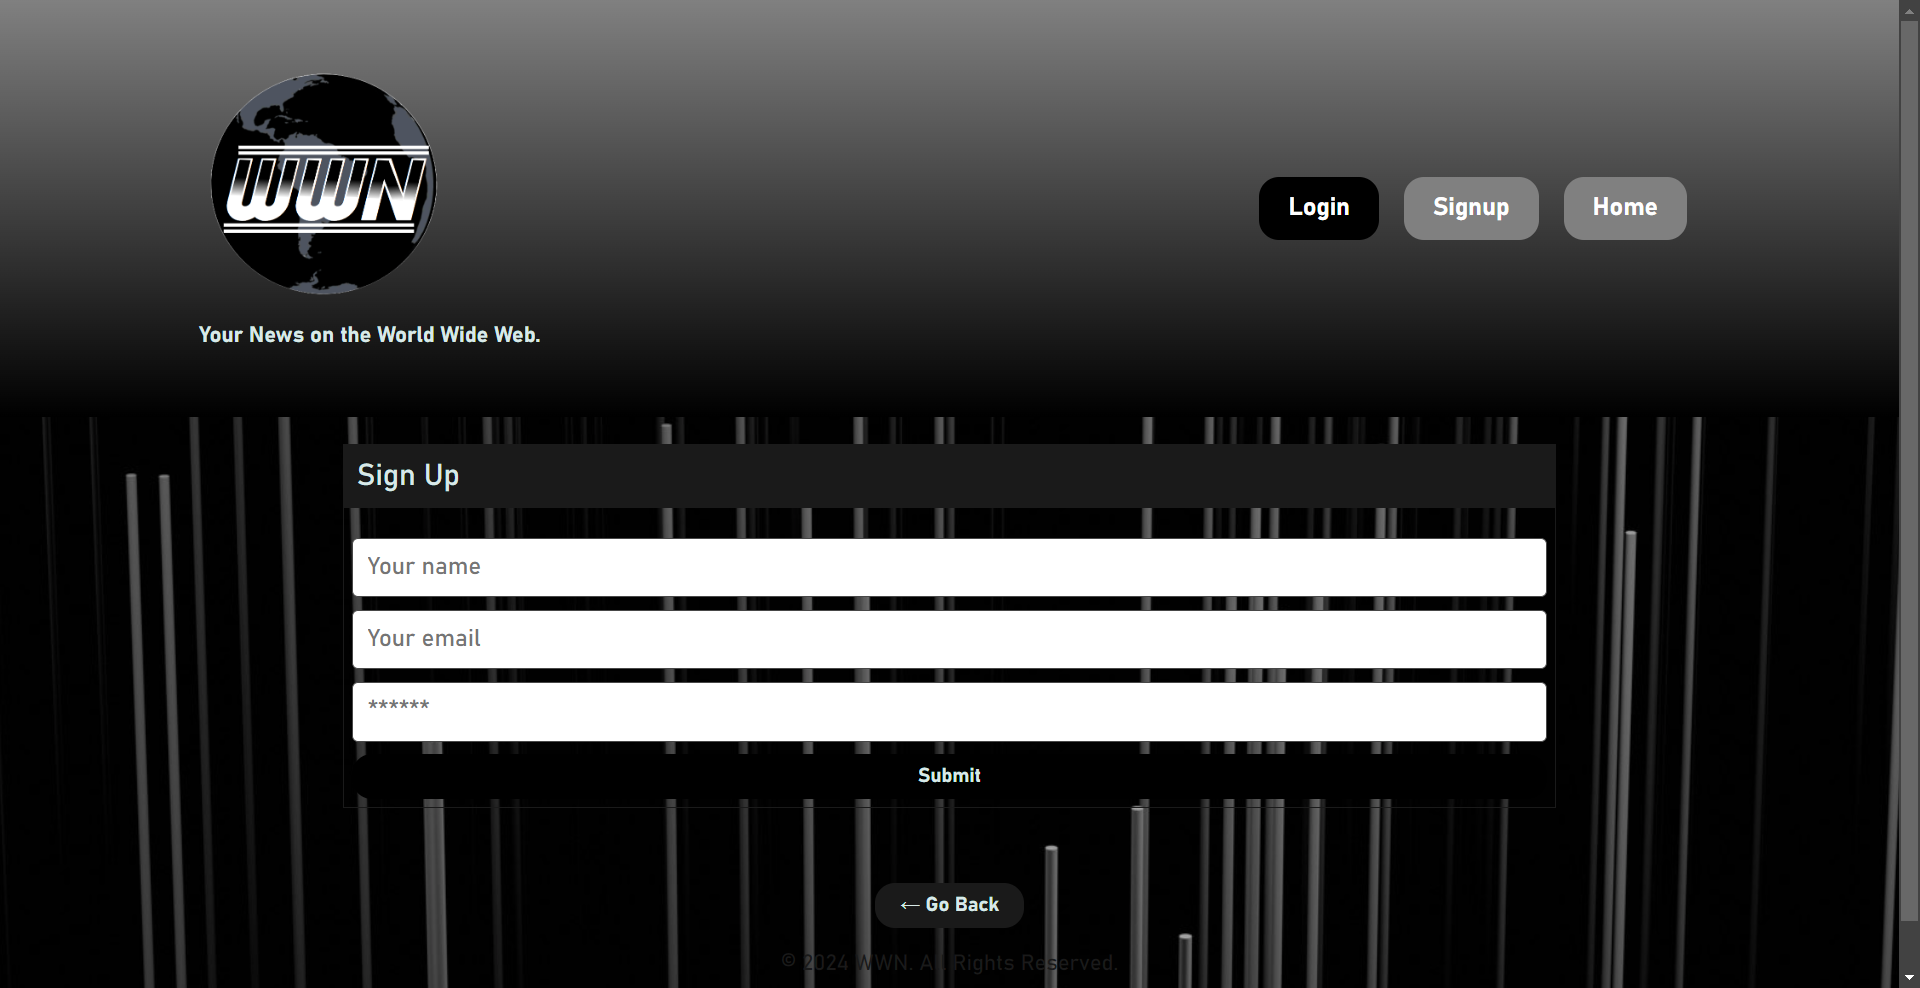 WWN
Login
Signup
Home
Your News on the World Wide Web.
Sign Up
Your name
Your email
******
Submit
← Go Back
© 2024 WWN. All Rights Reserved.